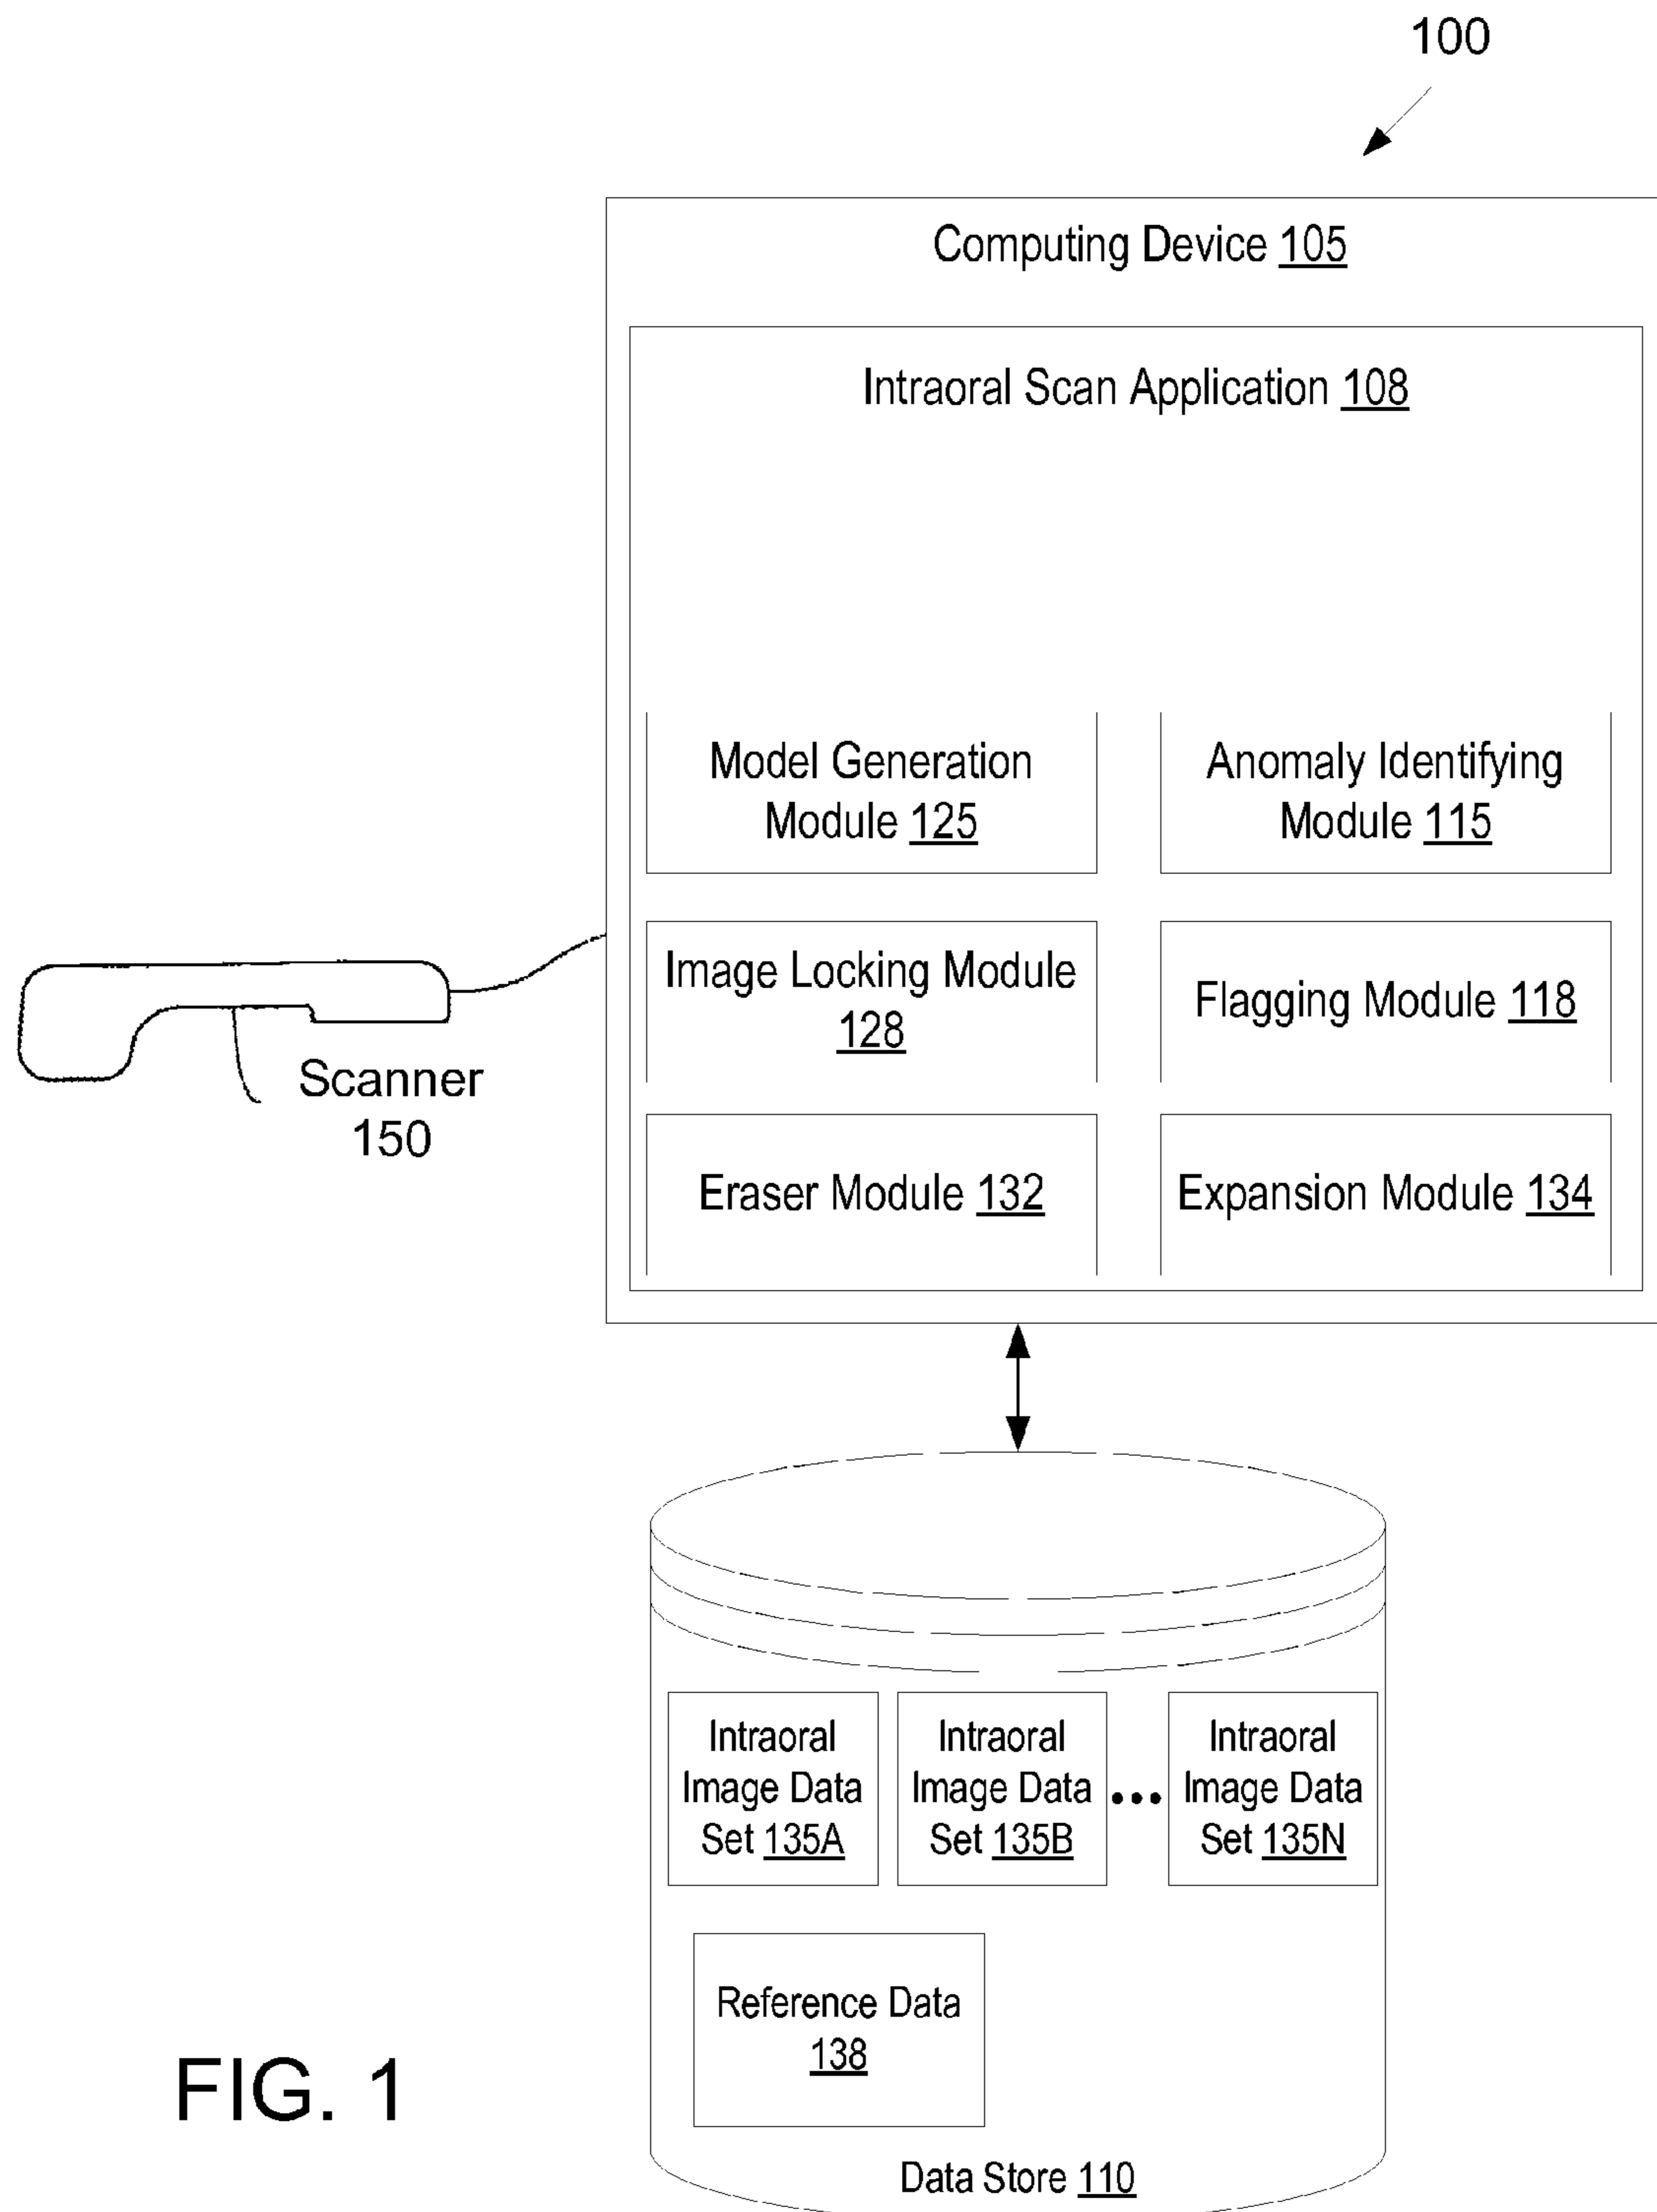 100
Computing Device 105
Intraoral Scan Application 108
Model Generation
Module 125
Anomaly Identifying
Module 115
Image Locking Module
128
Flagging Module 118
Scanner
150
Eraser Module 132
Expansion Module 134
Intraoral
Image Data
Set 135A
Intraoral
Image Data
Set 135B
•••
Intraoral
Image Data
Set 135N
Reference Data
138
FIG. 1
Data Store 110